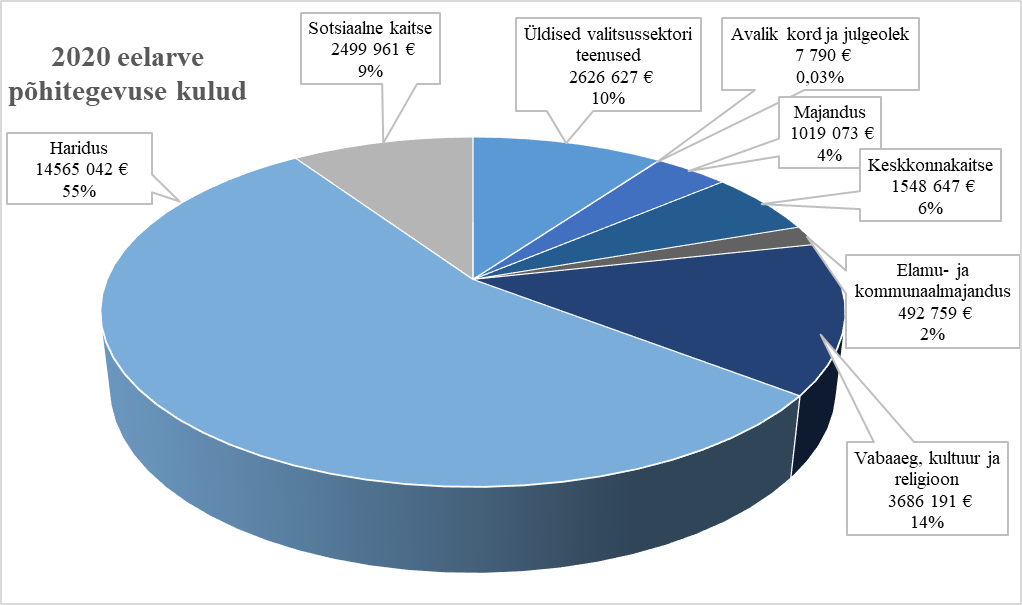 2020 eelarve
põhitegevuse kulud
Sotsiaalne kaitse
2499 961 €
9%
Üldised valitsussektori
teenused
2626 627 €
10%
Avalik kord ja julgeolek
7 790 €
0,03%
Majandus
1019 073 €
4%
Keskkonnakaitse
1548 647 €
6%
Elamu- ja
kommunaalmajandus
492 759 €
2%
Vabaaeg, kultuur ja
religioon
3686 191 €
14%
Haridus
14565 042 €
55%